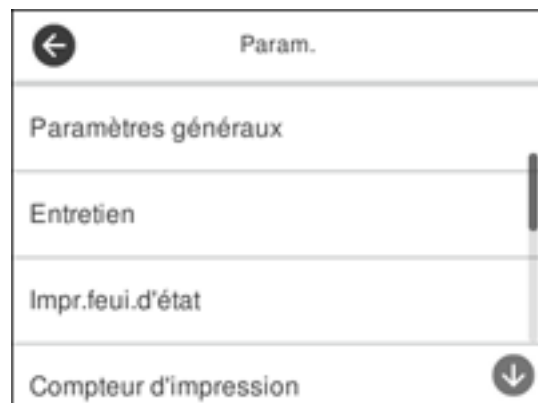 Param.
Paramètres généraux
Entretien
Impr.feui.d'état
Compteur d'impression